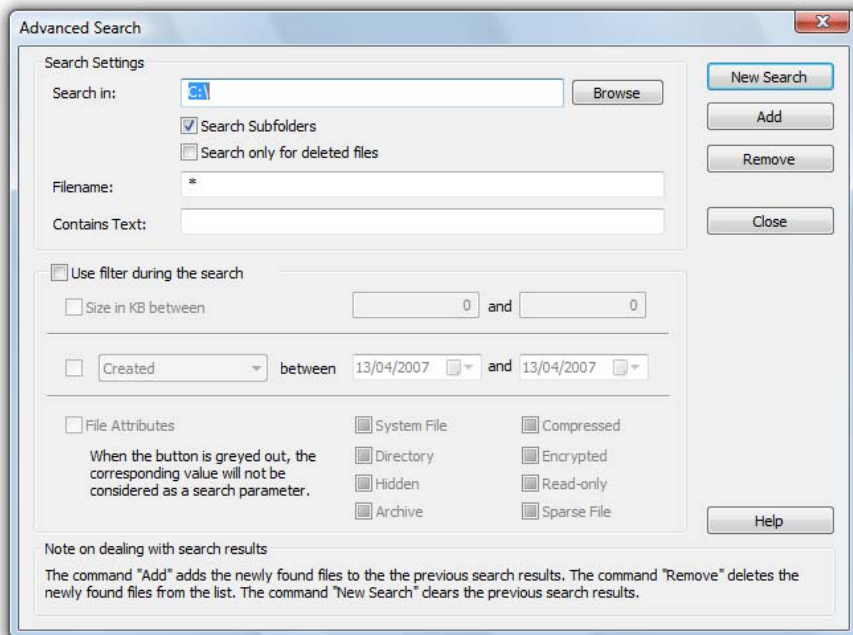 Advanced Search
Search Settings
Search in: C:\ Browse
New Search
Search Subfolders
Add
Search only for deleted files
Remove
Filename: *
Contains Text:
Close
Use filter during the search
Size in KB between 0 and 0
Created between 13/04/2007 and 13/04/2007
File Attributes System File Compressed
When the button is greyed out, the
corresponding value will not be
considered as a search parameter.
Directory Encrypted
Hidden Read-only
Archive Sparse File
Help
Note on dealing with search results
The command "Add" adds the newly found files to the the previous search results. The command "Remove" deletes the
newly found files from the list. The command "New Search" clears the previous search results.